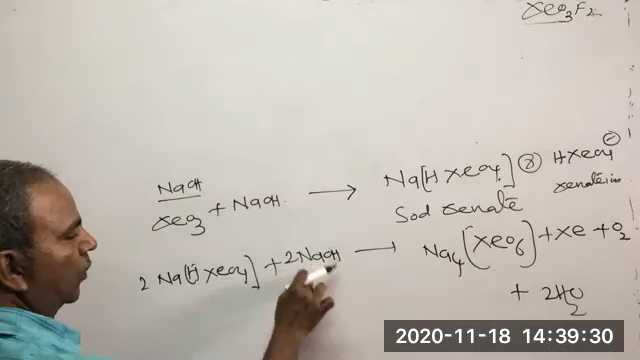 XeO3F2
NaOH
XeO3 + NaOH → Na[HXeO4] (or) HXeO4⊖
Sod xenate xenate ion
2 Na[HXeO4] + 2NaOH → Na4[XeO6] + Xe + O2
+ 2H2O
2020-11-18 14:39:30